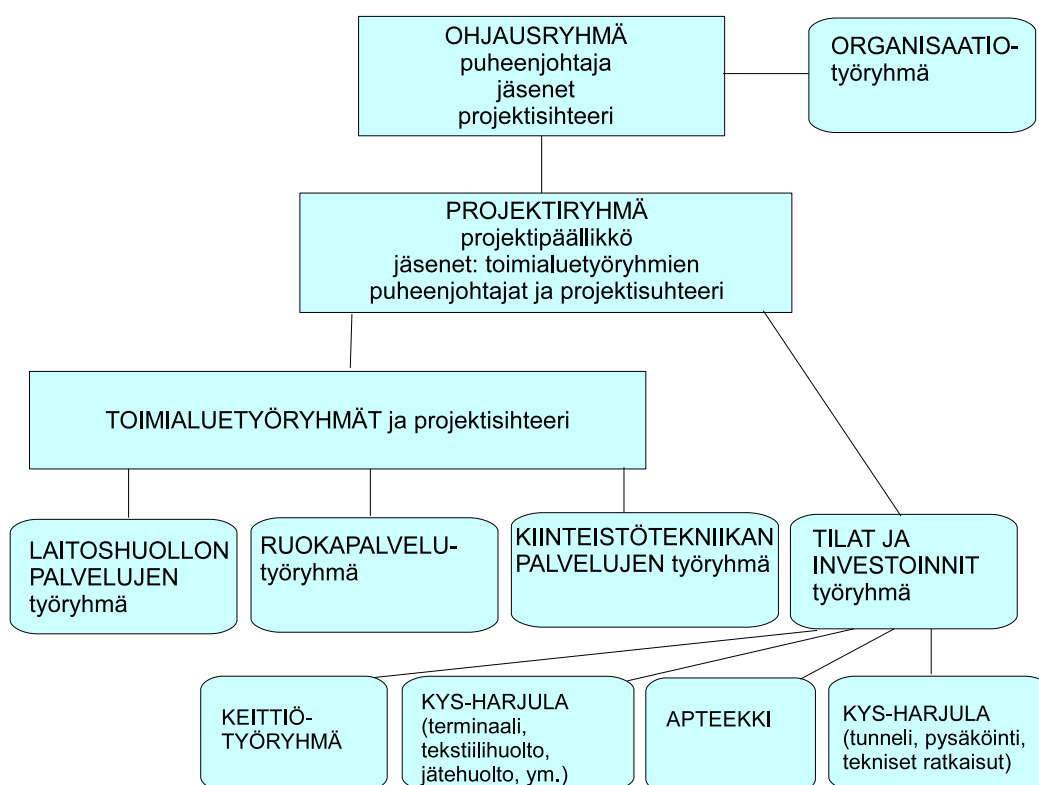 OHJAUSRYHMÄ
puheenjohtaja
jäsenet
projektisihteeri
ORGANISAATIO-
työryhmä
PROJEKTIRYHMÄ
projektipäällikkö
jäsenet: toimialuetyöryhmien
puheenjohtajat ja projektisuhteeri
TOIMIALUETYÖRYHMÄT ja projektisihteeri
LAITOSHUOLLON
PALVELUJEN
työryhmä
RUOKAPALVELU-
työryhmä
KIINTEISTÖTEKNIIKAN
PALVELUJEN työryhmä
TILAT JA
INVESTOINNIT
työryhmä
KEITTIÖ-
TYÖRYHMÄ
KYS-HARJULA
(terminaali,
tekstiilihuolto,
jätehuolto, ym.)
APTEEKKI
KYS-HARJULA
(tunneli, pysäköinti,
tekniset ratkaisut)